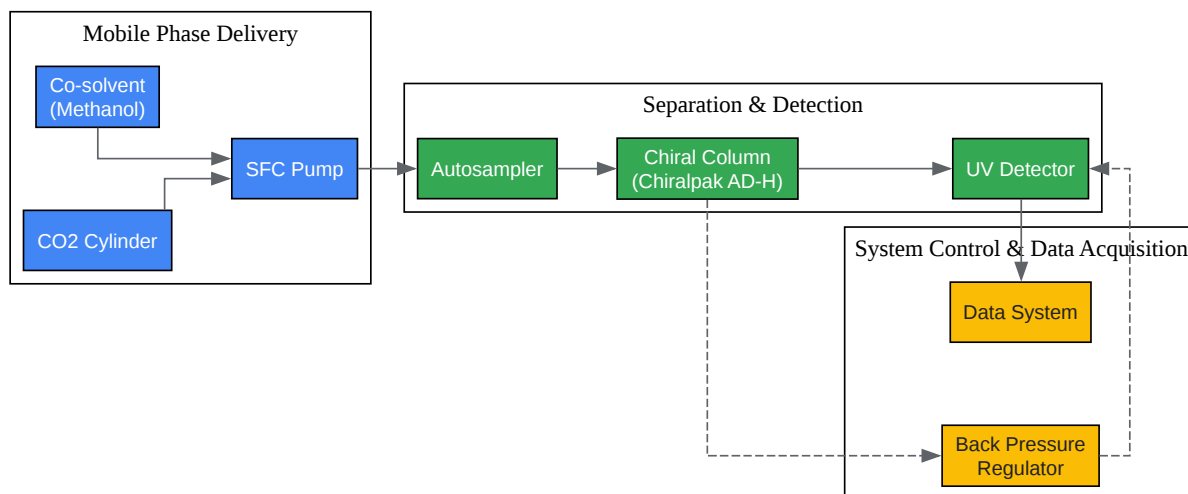 Mobile Phase Delivery
Co-solvent
(Methanol)
SFC Pump
CO2 Cylinder
Separation & Detection
Autosampler
Chiral Column
(Chiralpak AD-H)
UV Detector
System Control & Data Acquisition
Data System
Back Pressure
Regulator